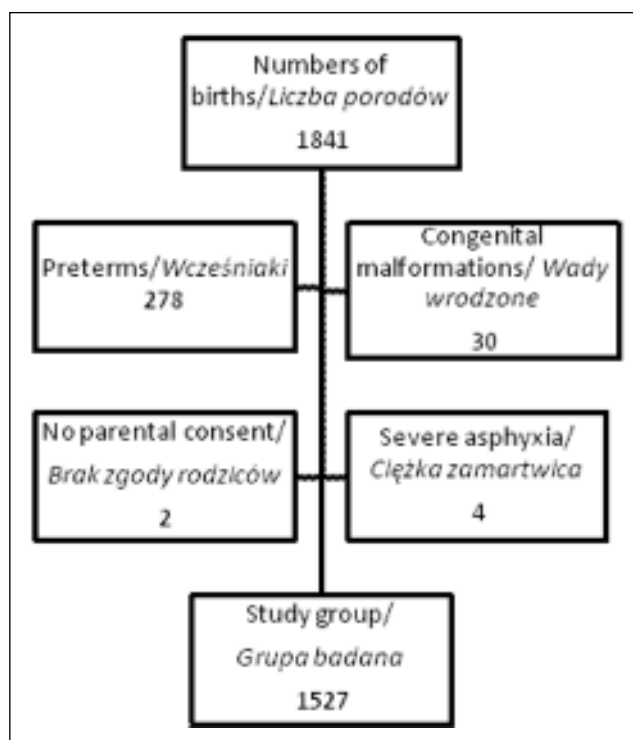 Numbers of
births/Liczba porodów
1841
Preterms/Wcześniaki
278
Congenital
malformations/ Wady
wrodzone
30
No parental consent/
Brak zgody rodziców
2
Severe asphyxia/
Ciężka zamartwica
4
Study group/
Grupa badana
1527